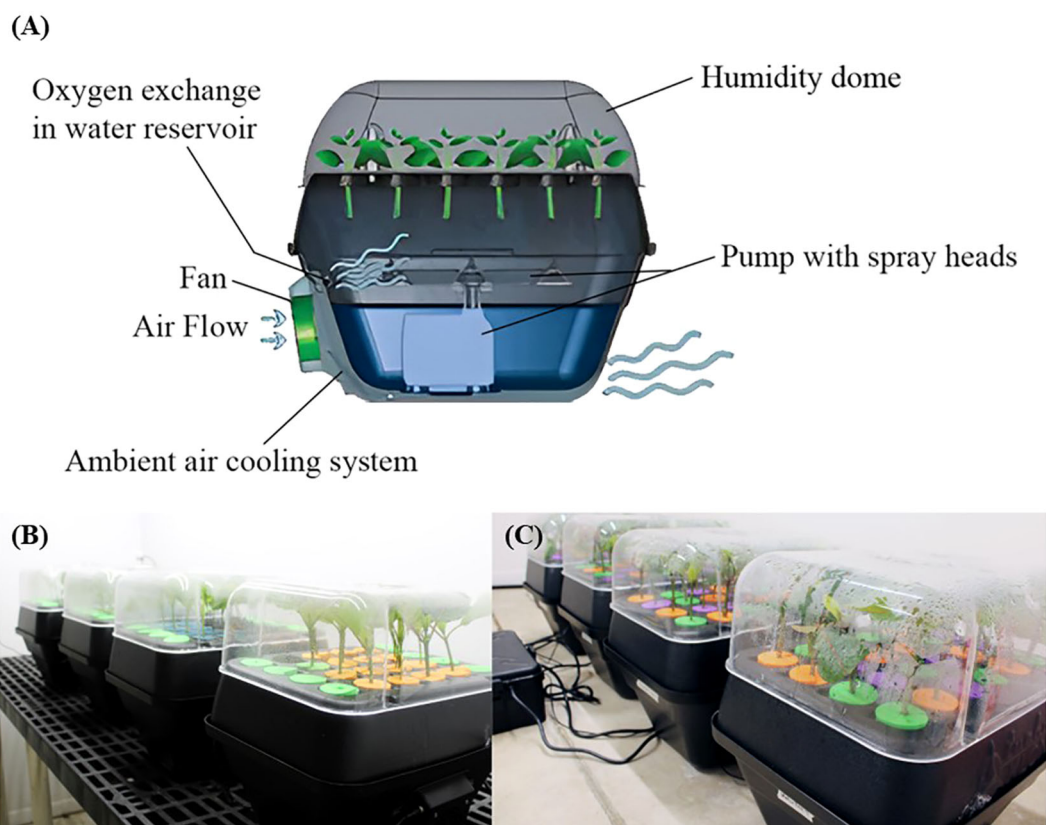 (A)
Oxygen exchange
in water reservoir
Humidity dome
Fan
Air Flow
Pump with spray heads
Ambient air cooling system
(B)
(C)